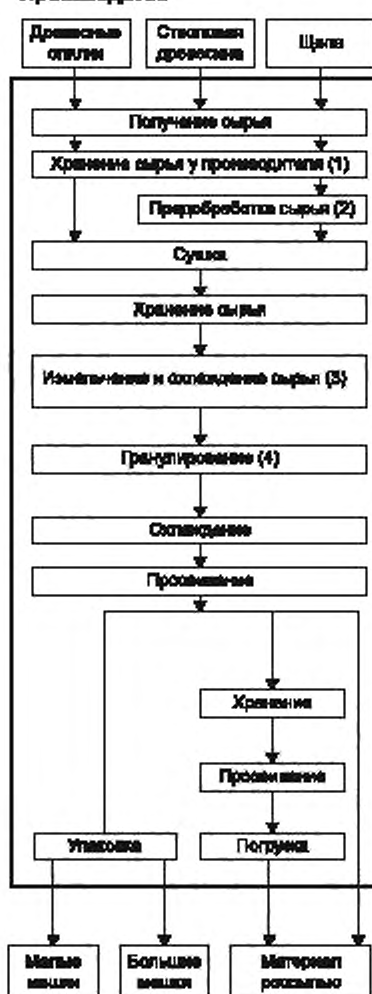 Древесные
опилки
Стволовая
древесина
Щепа
Получение сырья
Хранение сырья у производителя (1)
Предобработка сырья (2)
Сушка
Хранение сырья
Измельчение и охлаждение сырья (3)
Гранулирование (4)
Охлаждение
Просеивание
Хранение
Просеивание
Упаковка
Погрузка
Малые
мешки
Большие
мешки
Материал
россыпью